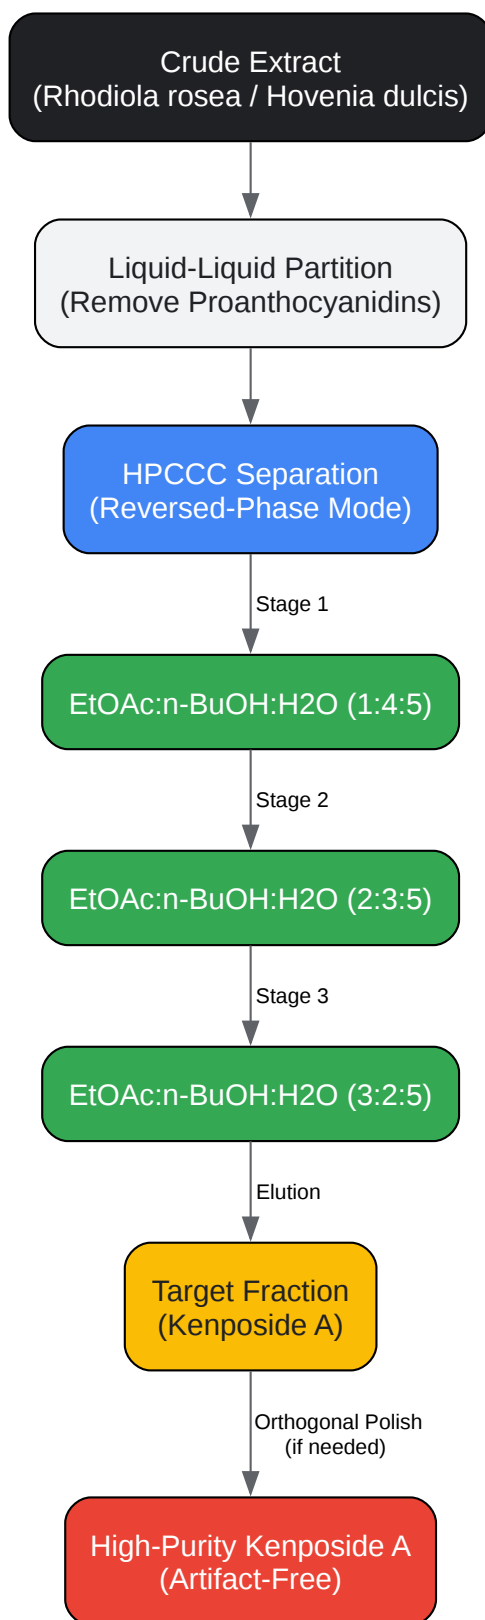 Crude Extract
(Rhodiola rosea / Hovenia dulcis)
Liquid-Liquid Partition
(Remove Proanthocyanidins)
HPCCC Separation
(Reversed-Phase Mode)
Stage 1
EtOAc:n-BuOH:H2O (1:4:5)
Stage 2
EtOAc:n-BuOH:H2O (2:3:5)
Stage 3
EtOAc:n-BuOH:H2O (3:2:5)
Elution
Target Fraction
(Kenposide A)
Orthogonal Polish
(if needed)
High-Purity Kenposide A
(Artifact-Free)